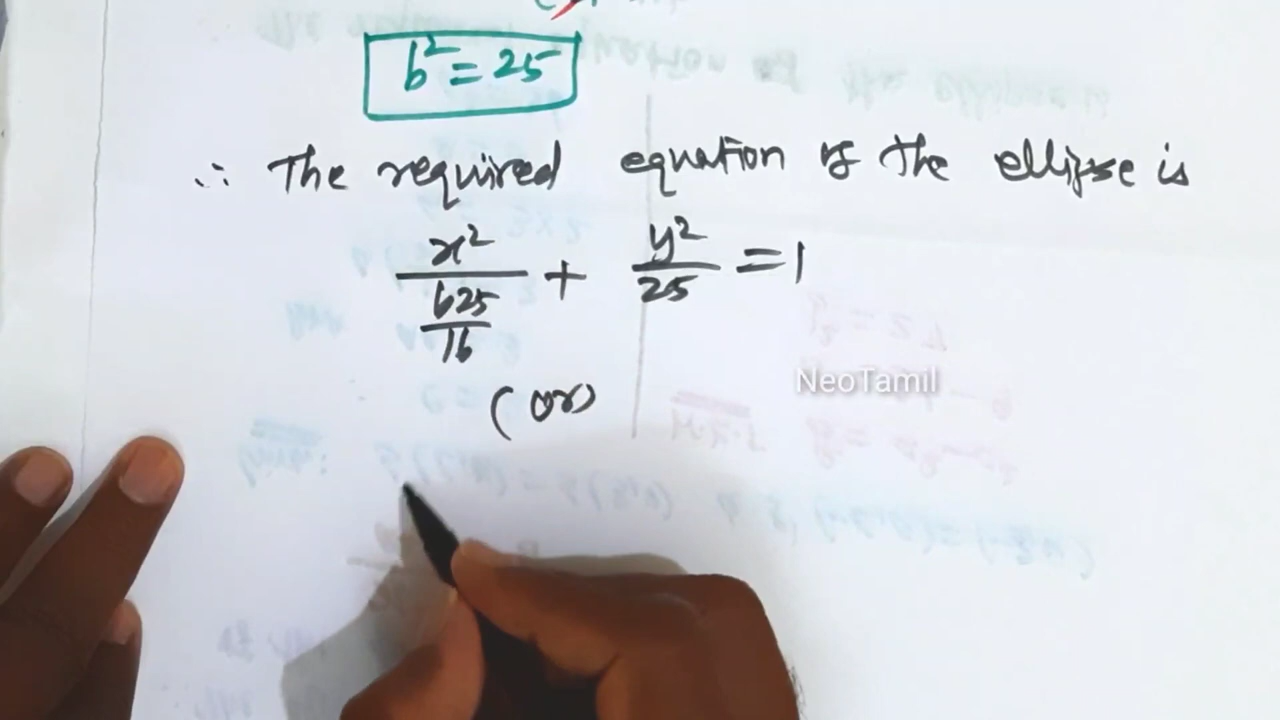 b² = 25
∴ The required equation of the ellipse is
x²/(625/16) + y²/25 = 1
(or)
NeoTamil